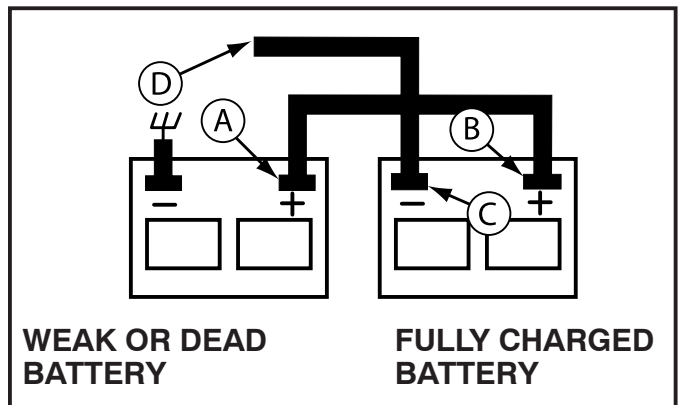 D
A
B
C
− +
− +
WEAK OR DEAD
BATTERY
FULLY CHARGED
BATTERY